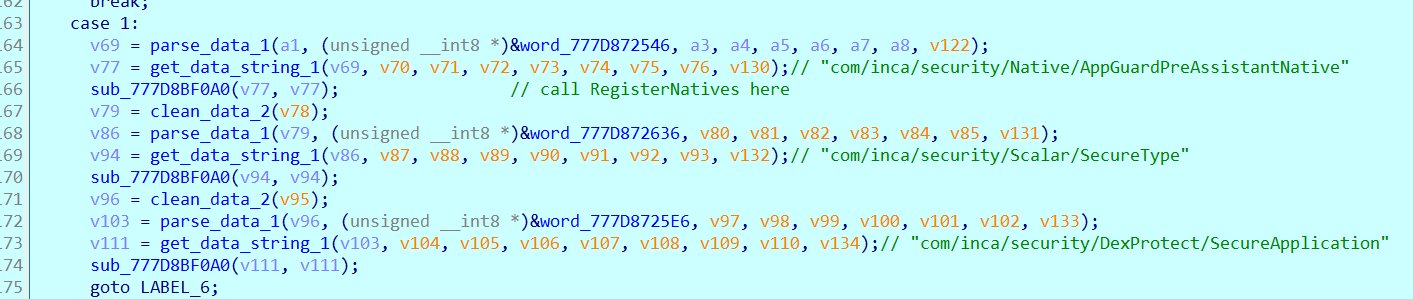 162 break;
163 case 1:
164 v69 = parse_data_1(a1, (unsigned __int8 *)&word_777D872546, a3, a4, a5, a6, a7, a8, v122);
165 v77 = get_data_string_1(v69, v70, v71, v72, v73, v74, v75, v76, v130);// "com/inca/security/Native/AppGuardPreAssistantNative"
166 sub_777D8BF0A0(v77, v77); // call RegisterNatives here
167 v79 = clean_data_2(v78);
168 v86 = parse_data_1(v79, (unsigned __int8 *)&word_777D872636, v80, v81, v82, v83, v84, v85, v131);
169 v94 = get_data_string_1(v86, v87, v88, v89, v90, v91, v92, v93, v132);// "com/inca/security/Scalar/SecureType"
170 sub_777D8BF0A0(v94, v94);
171 v96 = clean_data_2(v95);
172 v103 = parse_data_1(v96, (unsigned __int8 *)&word_777D8725E6, v97, v98, v99, v100, v101, v102, v133);
173 v111 = get_data_string_1(v103, v104, v105, v106, v107, v108, v109, v110, v134);// "com/inca/security/DexProtect/SecureApplication"
174 sub_777D8BF0A0(v111, v111);
175 goto LABEL_6;